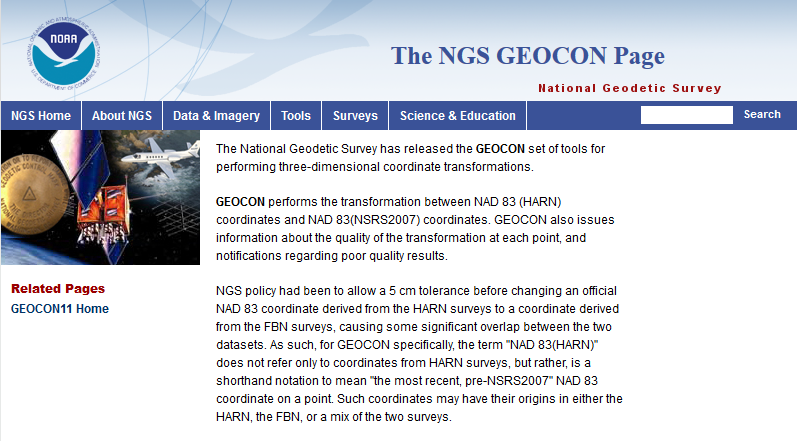 NOAA
NATIONAL OCEANIC AND ATMOSPHERIC ADMINISTRATION
U.S. DEPARTMENT OF COMMERCE
The NGS GEOCON Page
National Geodetic Survey
NGS Home About NGS Data & Imagery Tools Surveys Science & Education Search
The National Geodetic Survey has released the GEOCON set of tools for
performing three-dimensional coordinate transformations.
GEOCON performs the transformation between NAD 83 (HARN)
coordinates and NAD 83(NSRS2007) coordinates. GEOCON also issues
information about the quality of the transformation at each point, and
notifications regarding poor quality results.
Related Pages
GEOCON11 Home
NGS policy had been to allow a 5 cm tolerance before changing an official
NAD 83 coordinate derived from the HARN surveys to a coordinate derived
from the FBN surveys, causing some significant overlap between the two
datasets. As such, for GEOCON specifically, the term "NAD 83(HARN)"
does not refer only to coordinates from HARN surveys, but rather, is a
shorthand notation to mean "the most recent, pre-NSRS2007" NAD 83
coordinate on a point. Such coordinates may have their origins in either the
HARN, the FBN, or a mix of the two surveys.